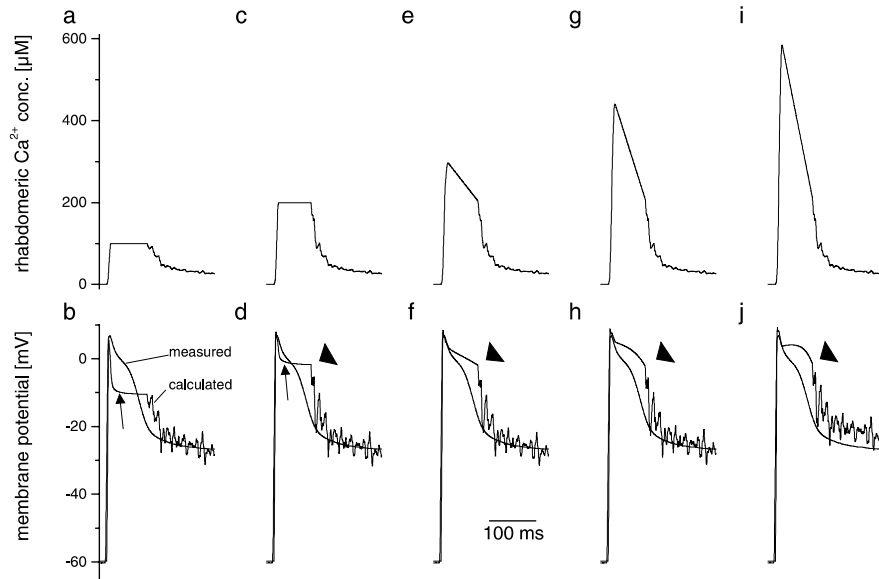 a c e g i
rhabdomeric Ca2+ conc. [µM]
600
400
200
0
b d f h j
membrane potential [mV]
0
-20
-40
-60
measured
calculated
100 ms